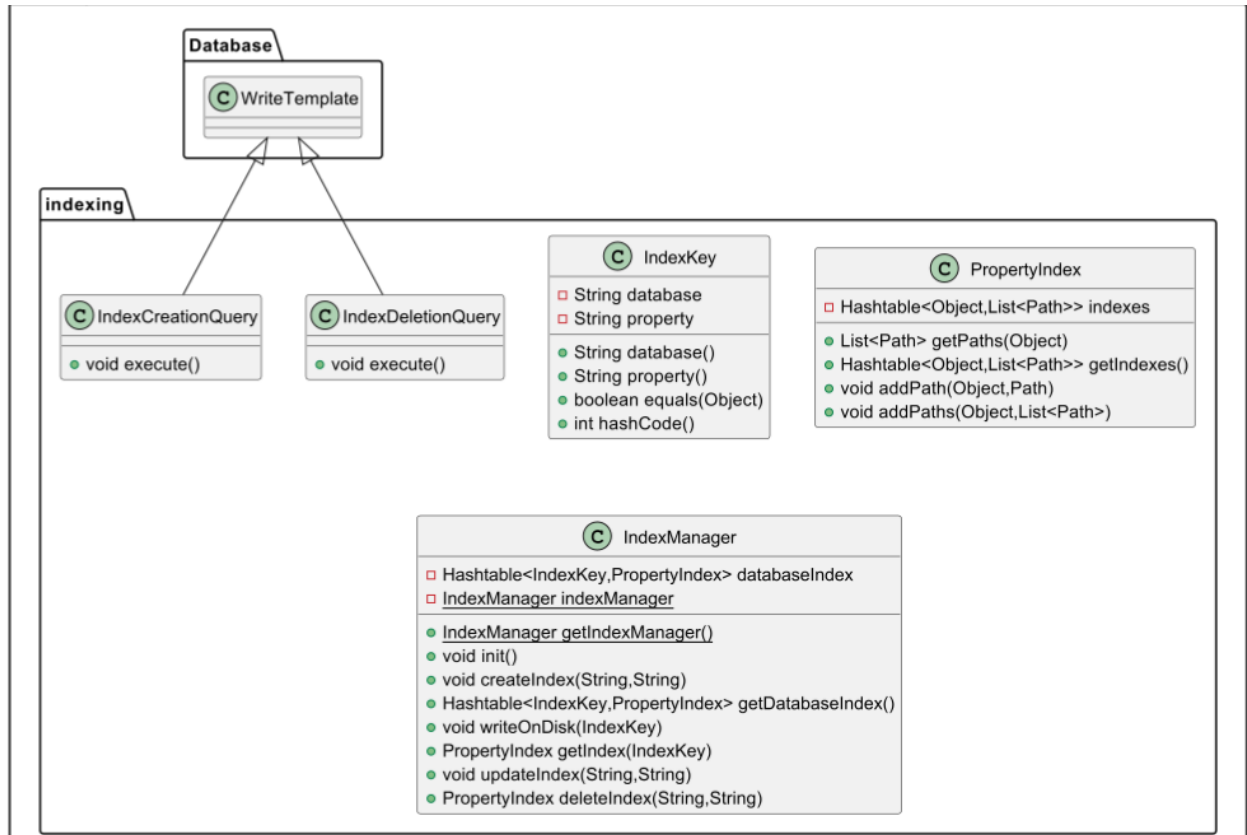 Database
C WriteTemplate
indexing
C IndexCreationQuery
void execute()
C IndexDeletionQuery
void execute()
C IndexKey
String database
String property
String database()
String property()
boolean equals(Object)
int hashCode()
C PropertyIndex
Hashtable<Object,List<Path>> indexes
List<Path> getPaths(Object)
Hashtable<Object,List<Path>> getIndexes()
void addPath(Object,Path)
void addPaths(Object,List<Path>)
C IndexManager
Hashtable<IndexKey,PropertyIndex> databaseIndex
IndexManager indexManager
IndexManager getIndexManager()
void init()
void createIndex(String,String)
Hashtable<IndexKey,PropertyIndex> getDatabaseIndex()
void writeOnDisk(IndexKey)
PropertyIndex getIndex(IndexKey)
void updateIndex(String,String)
PropertyIndex deleteIndex(String,String)